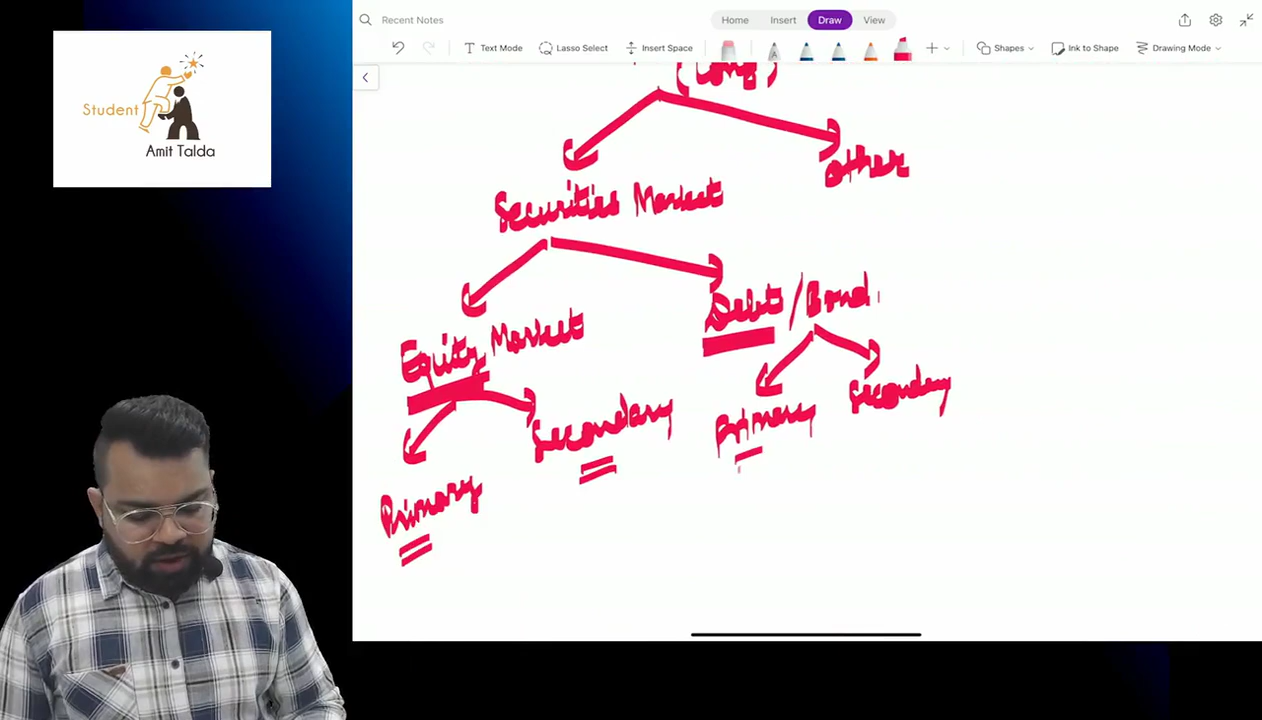 Recent Notes
Home Insert Draw View
Text Mode Lasso Select Insert Space Shapes Ink to Shape Drawing Mode
Student
Amit Talda
(Long)
other
Securities Market
Debt / Bond
Equity Market
Primary Secondary
Secondary
Primary